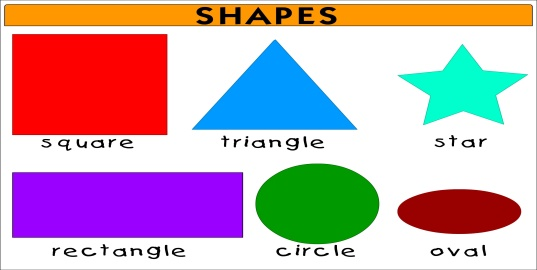 SHAPES
square triangle star
rectangle circle oval